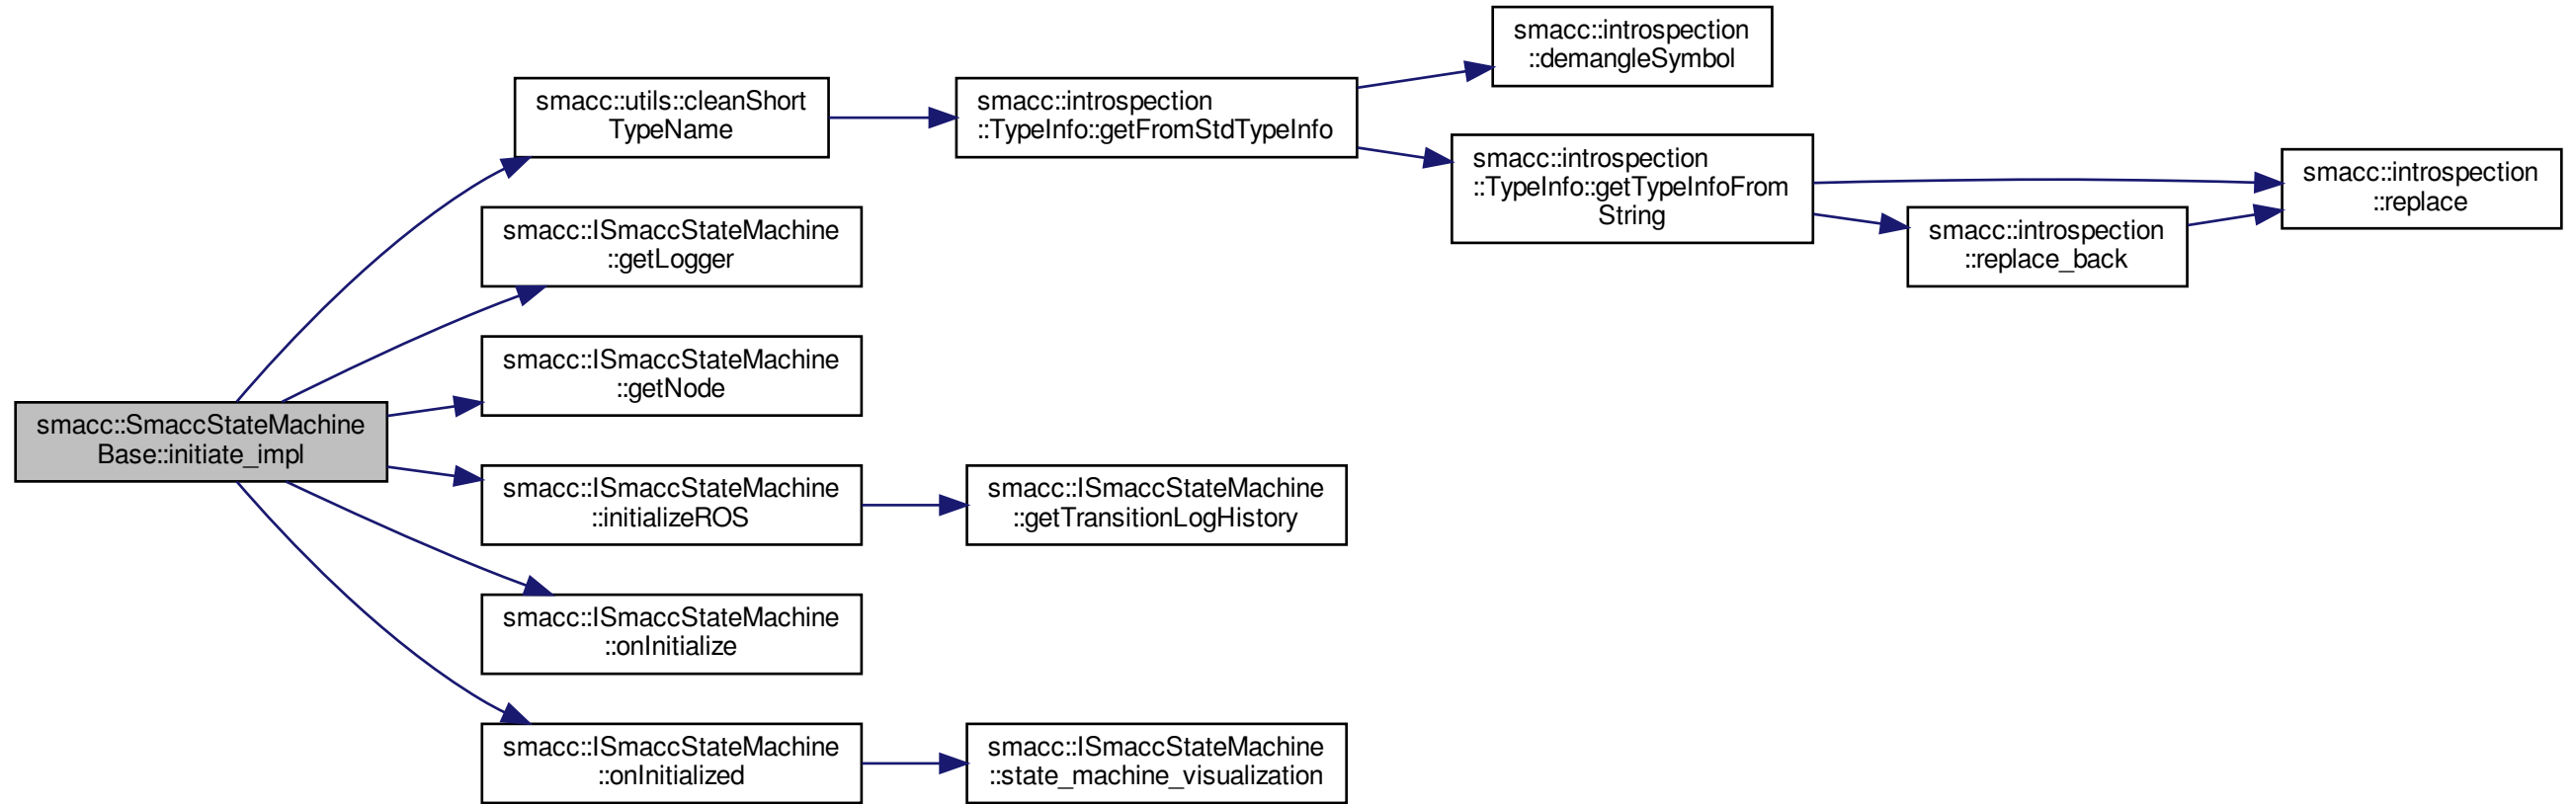 smacc::SmaccStateMachine
Base::initiate_impl
smacc::utils::cleanShort
TypeName
smacc::introspection
::TypeInfo::getFromStdTypeInfo
smacc::introspection
::demangleSymbol
smacc::introspection
::TypeInfo::getTypeInfoFrom
String
smacc::introspection
::replace
smacc::introspection
::replace_back
smacc::ISmaccStateMachine
::getLogger
smacc::ISmaccStateMachine
::getNode
smacc::ISmaccStateMachine
::initializeROS
smacc::ISmaccStateMachine
::getTransitionLogHistory
smacc::ISmaccStateMachine
::onInitialize
smacc::ISmaccStateMachine
::onInitialized
smacc::ISmaccStateMachine
::state_machine_visualization